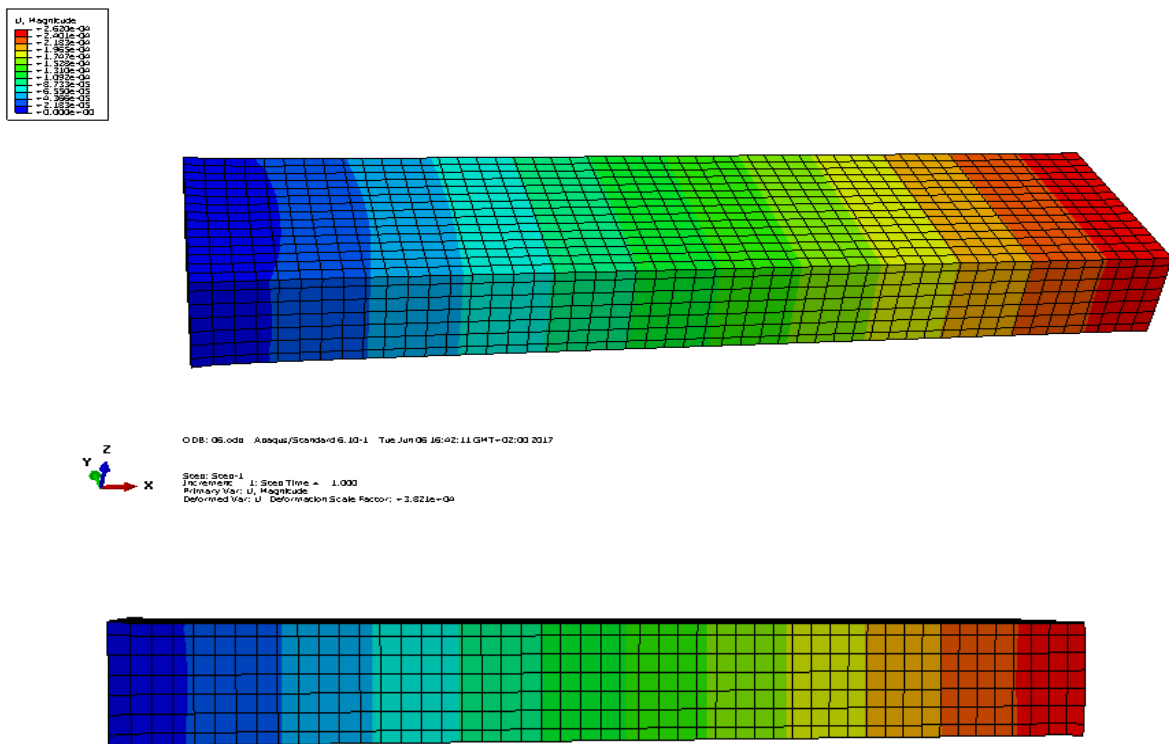 U, Magnitude
+2.620e-04
+2.401e-04
+2.183e-04
+1.965e-04
+1.747e-04
+1.528e-04
+1.310e-04
+1.092e-04
+8.733e-05
+6.550e-05
+4.366e-05
+2.183e-05
+0.000e+00
ODB: 06.odb Abaqus/Standard 6.10-1 Tue Jun 06 16:42:11 GMT+02:00 2017
Z
Y
X
Step: Step-1
Increment 1: Step Time = 1.000
Primary Var: U, Magnitude
Deformed Var: U Deformation Scale Factor: +3.821e+04